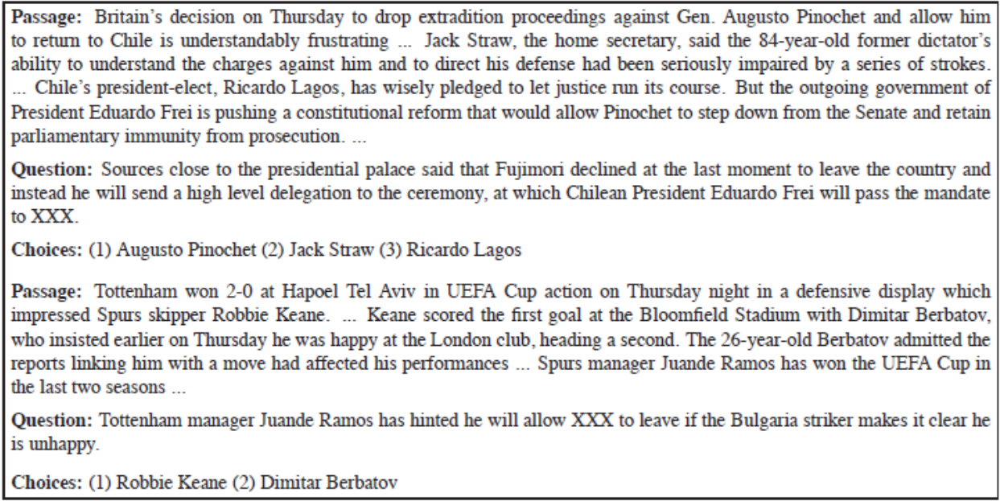 Passage: Britain's decision on Thursday to drop extradition proceedings against Gen. Augusto Pinochet and allow him
to return to Chile is understandably frustrating ... Jack Straw, the home secretary, said the 84-year-old former dictator's
ability to understand the charges against him and to direct his defense had been seriously impaired by a series of strokes.
... Chile's president-elect, Ricardo Lagos, has wisely pledged to let justice run its course. But the outgoing government of
President Eduardo Frei is pushing a constitutional reform that would allow Pinochet to step down from the Senate and retain
parliamentary immunity from prosecution. ...
Question: Sources close to the presidential palace said that Fujimori declined at the last moment to leave the country and
instead he will send a high level delegation to the ceremony, at which Chilean President Eduardo Frei will pass the mandate
to XXX.
Choices: (1) Augusto Pinochet (2) Jack Straw (3) Ricardo Lagos
Passage: Tottenham won 2-0 at Hapoel Tel Aviv in UEFA Cup action on Thursday night in a defensive display which
impressed Spurs skipper Robbie Keane. ... Keane scored the first goal at the Bloomfield Stadium with Dimitar Berbatov,
who insisted earlier on Thursday he was happy at the London club, heading a second. The 26-year-old Berbatov admitted the
reports linking him with a move had affected his performances ... Spurs manager Juande Ramos has won the UEFA Cup in
the last two seasons ...
Question: Tottenham manager Juande Ramos has hinted he will allow XXX to leave if the Bulgaria striker makes it clear he
is unhappy.
Choices: (1) Robbie Keane (2) Dimitar Berbatov